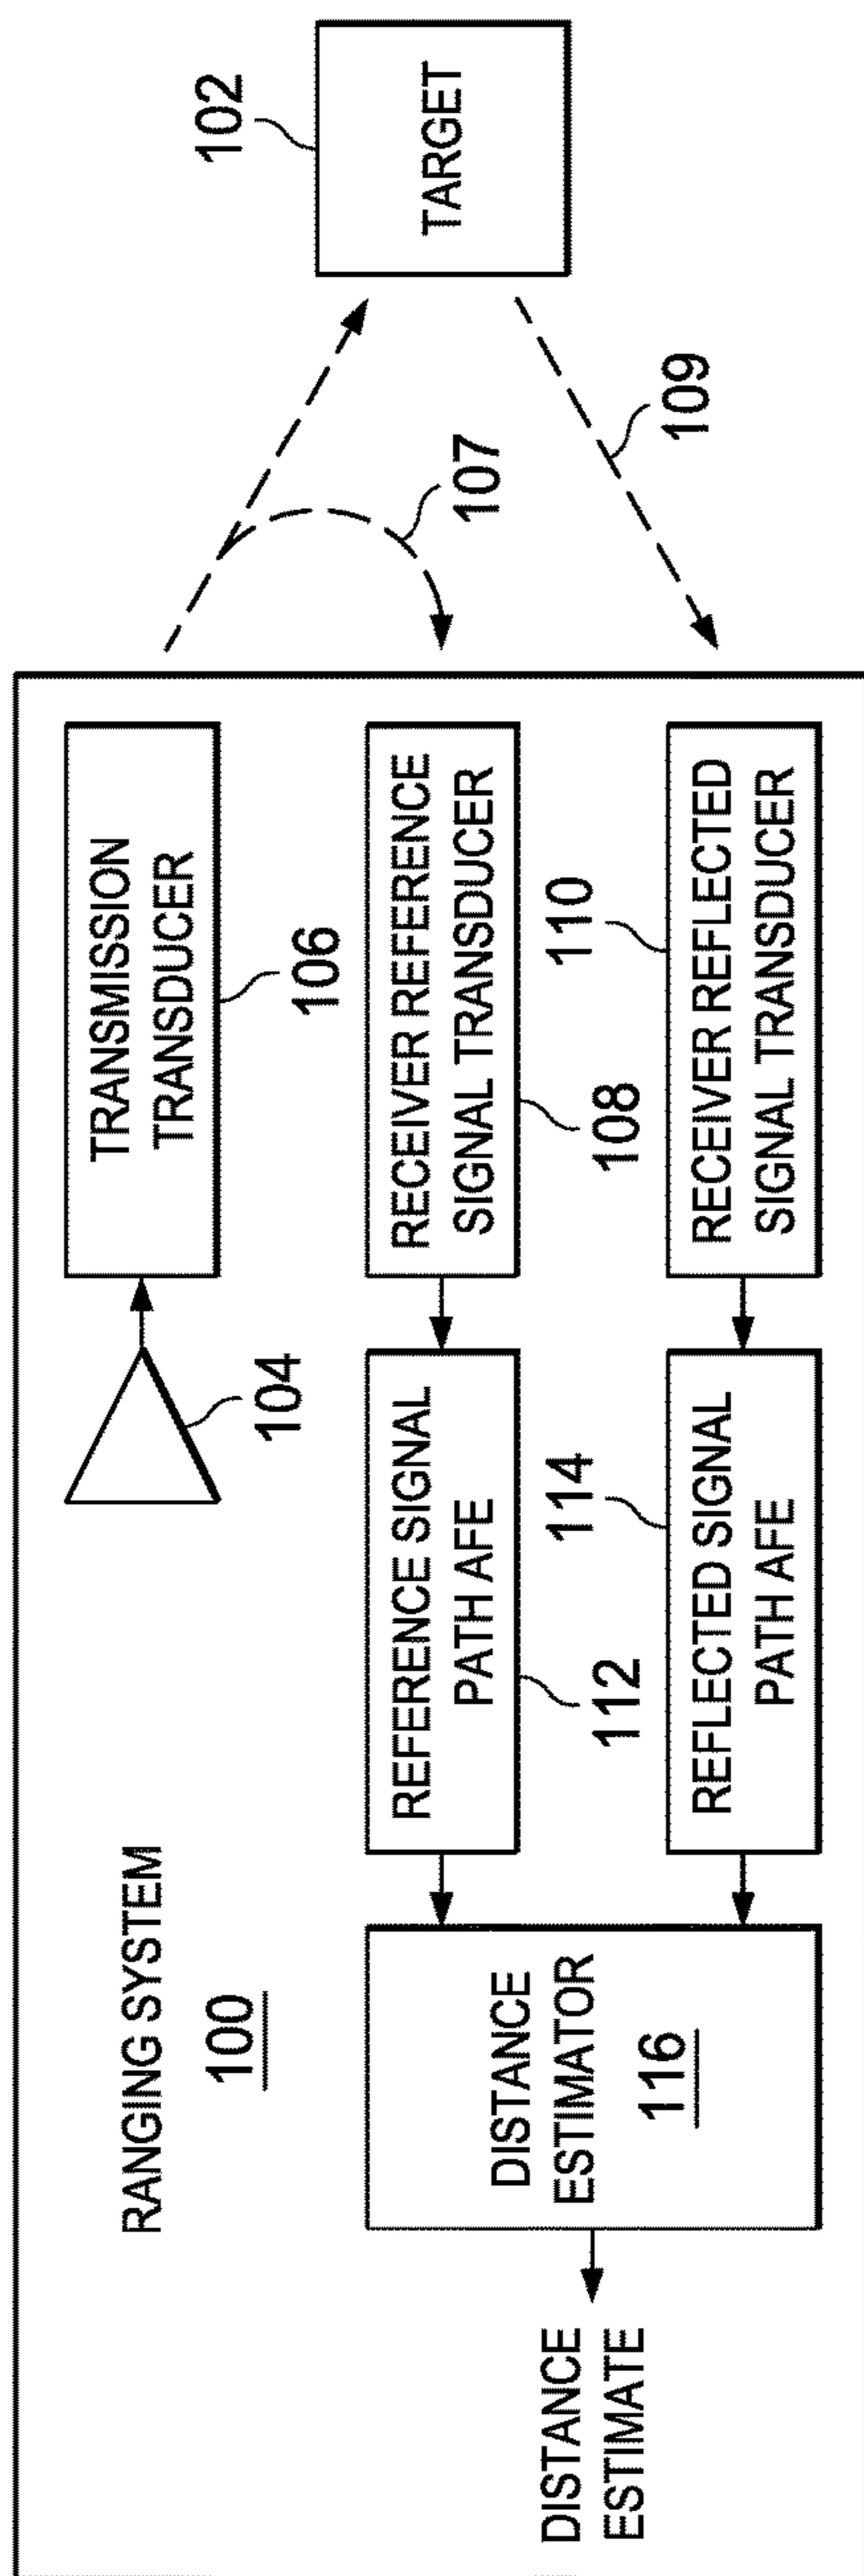 RANGING SYSTEM
100
104
TRANSMISSION
TRANSDUCER
106
102
TARGET
107
109
DISTANCE
ESTIMATE
DISTANCE
ESTIMATOR
116
REFERENCE SIGNAL
PATH AFE
112
RECEIVER REFERENCE
SIGNAL TRANSDUCER
108
114
REFLECTED SIGNAL
PATH AFE
110
RECEIVER REFLECTED
SIGNAL TRANSDUCER